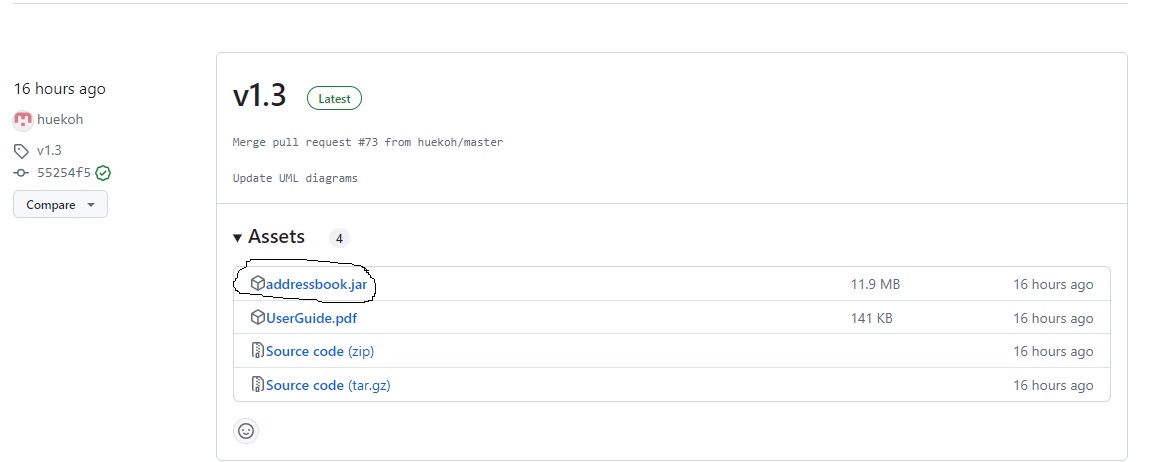 16 hours ago
huekoh
v1.3
55254f5
Compare
v1.3 Latest
Merge pull request #73 from huekoh/master
Update UML diagrams
Assets 4
addressbook.jar 11.9 MB 16 hours ago
UserGuide.pdf 141 KB 16 hours ago
Source code (zip) 16 hours ago
Source code (tar.gz) 16 hours ago